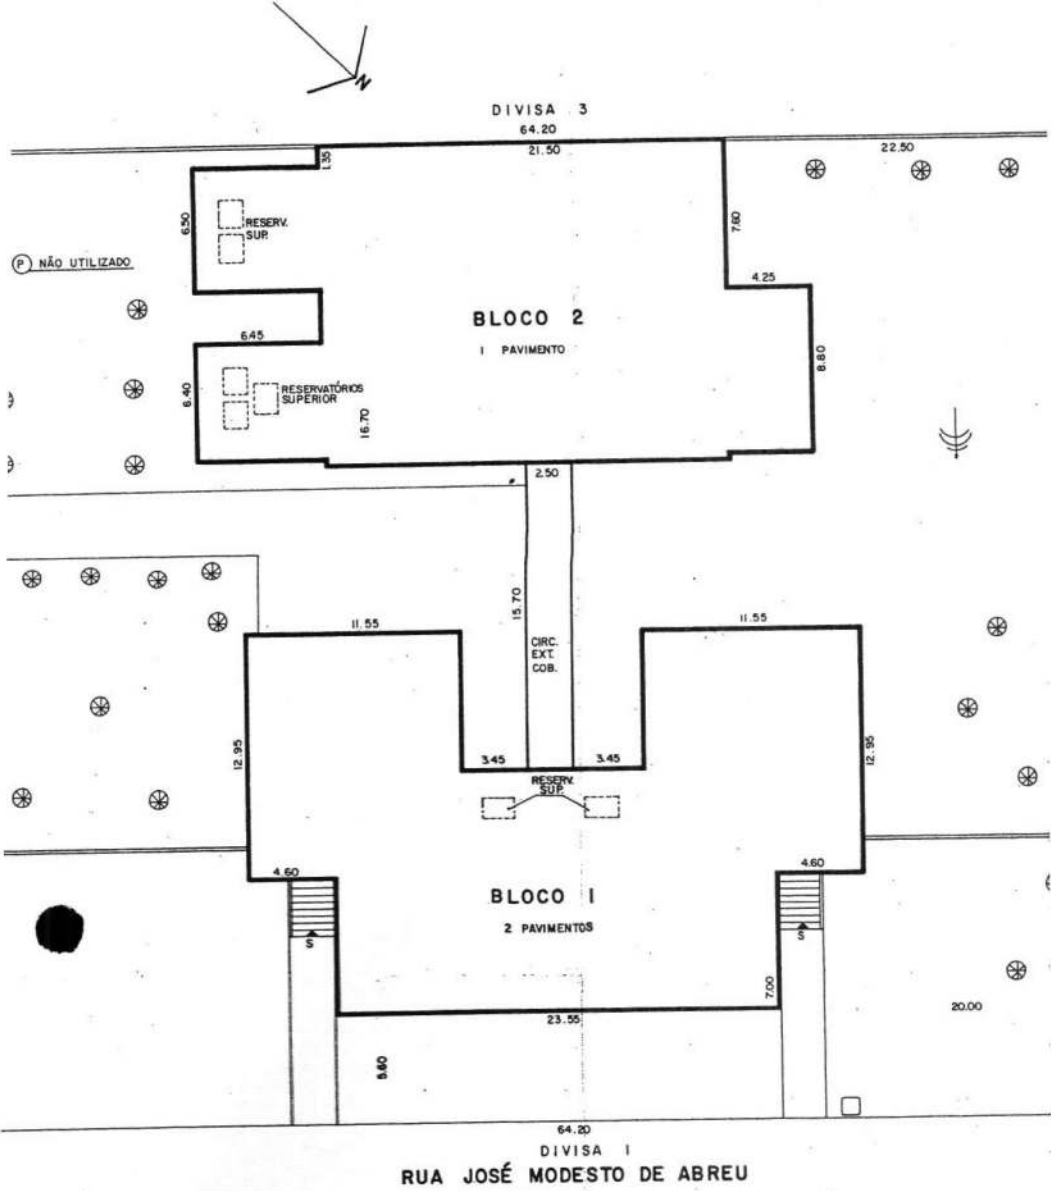 N
DIVISA 3
64.20
21.50
22.50
1.35
6.50
RESERV.
SUP.
7.60
P NÃO UTILIZADO
4.25
BLOCO 2
1 PAVIMENTO
6.45
8.80
6.40
RESERVATÓRIOS
SUPERIOR
16.70
2.50
15.70
11.55
11.55
CIRC.
EXT.
COB.
12.95
3.45
3.45
12.95
RESERV.
SUP.
4.60
4.60
BLOCO 1
2 PAVIMENTOS
S
S
7.00
20.00
23.55
5.60
64.20
DIVISA 1
RUA JOSÉ MODESTO DE ABREU